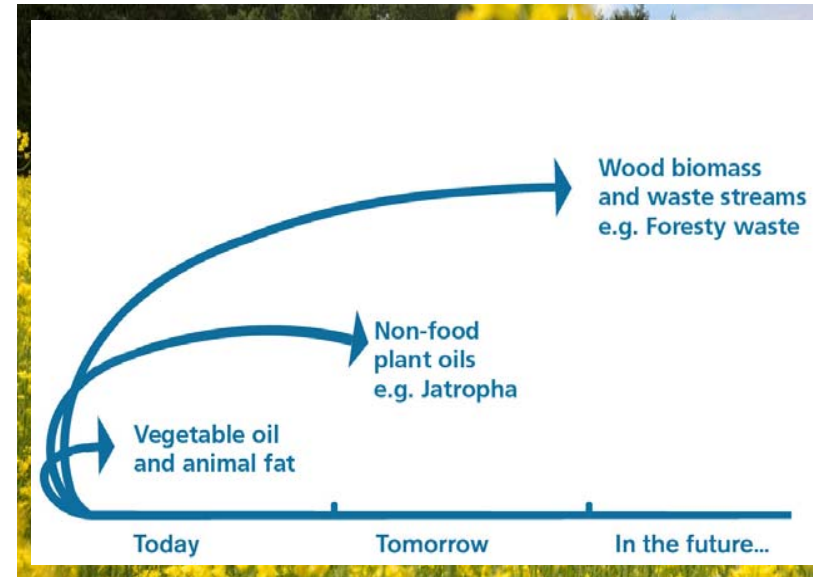 Wood biomass
and waste streams
e.g. Foresty waste
Non-food
plant oils
e.g. Jatropha
Vegetable oil
and animal fat
Today
Tomorrow
In the future...